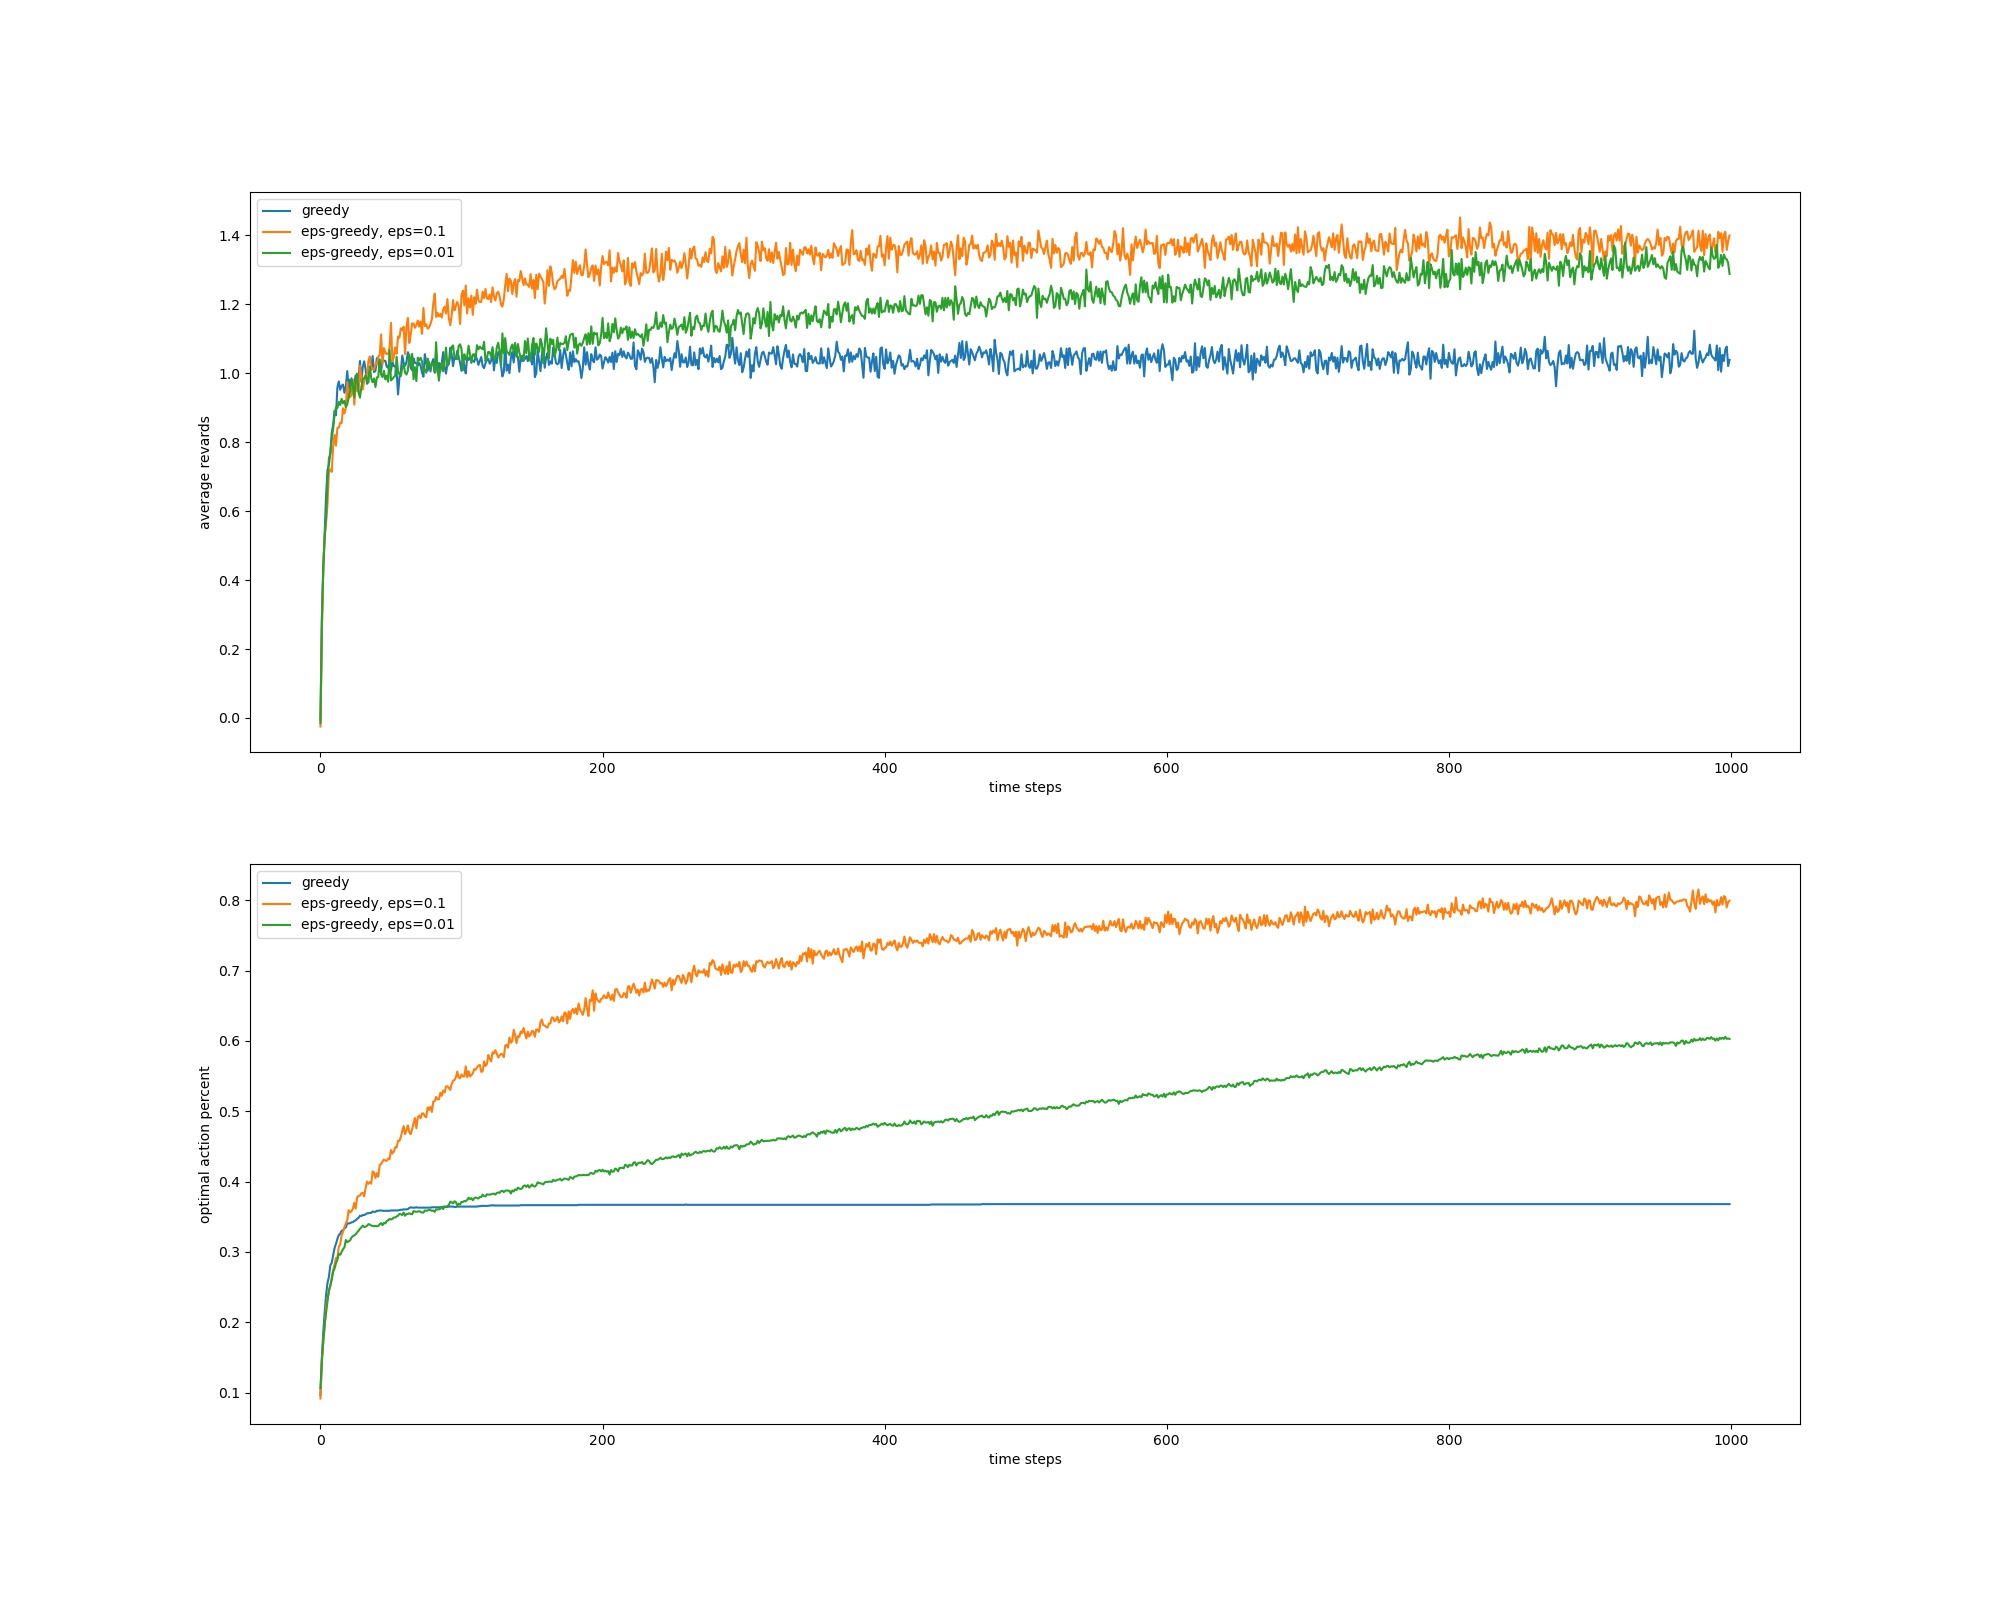 greedy
eps-greedy, eps=0.1
eps-greedy, eps=0.01
1.4
1.2
1.0
0.8
0.6
0.4
0.2
0.0
average revards
0 200 400 600 800 1000
time steps
greedy
eps-greedy, eps=0.1
eps-greedy, eps=0.01
0.8
0.7
0.6
0.5
0.4
0.3
0.2
0.1
optimal action percent
0 200 400 600 800 1000
time steps